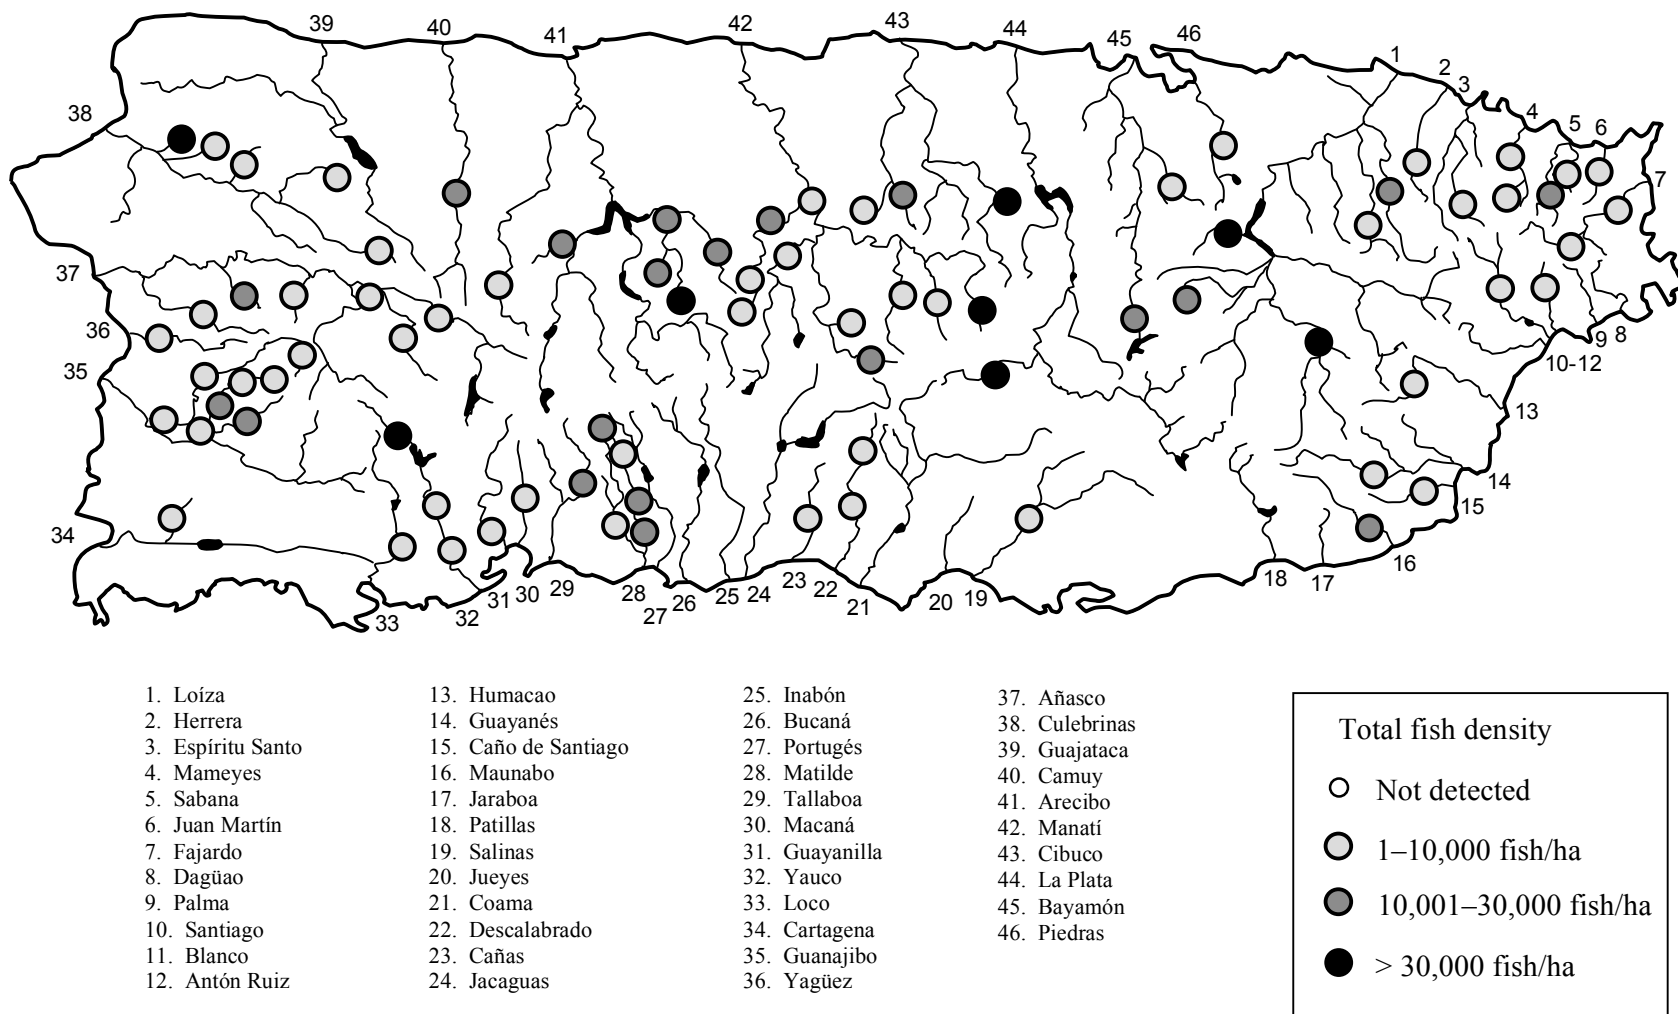 39
40
41
42
43
44
45
46
1
2
3
4
5
6
7
38
37
36
35
34
33
32
31
30
29
28
27
26
25
24
23
22
21
20
19
18
17
16
15
14
13
10-12
9
8
1. Loíza
2. Herrera
3. Espíritu Santo
4. Mameyes
5. Sabana
6. Juan Martín
7. Fajardo
8. Dagüao
9. Palma
10. Santiago
11. Blanco
12. Antón Ruiz
13. Humacao
14. Guayanés
15. Caño de Santiago
16. Maunabo
17. Jaraboa
18. Patillas
19. Salinas
20. Jueyes
21. Coama
22. Descalabrado
23. Cañas
24. Jacaguas
25. Inabón
26. Bucaná
27. Portugés
28. Matilde
29. Tallaboa
30. Macaná
31. Guayanilla
32. Yauco
33. Loco
34. Cartagena
35. Guanajibo
36. Yagüez
37. Añasco
38. Culebrinas
39. Guajataca
40. Camuy
41. Arecibo
42. Manatí
43. Cibuco
44. La Plata
45. Bayamón
46. Piedras
Total fish density
Not detected
1–10,000 fish/ha
10,001–30,000 fish/ha
> 30,000 fish/ha